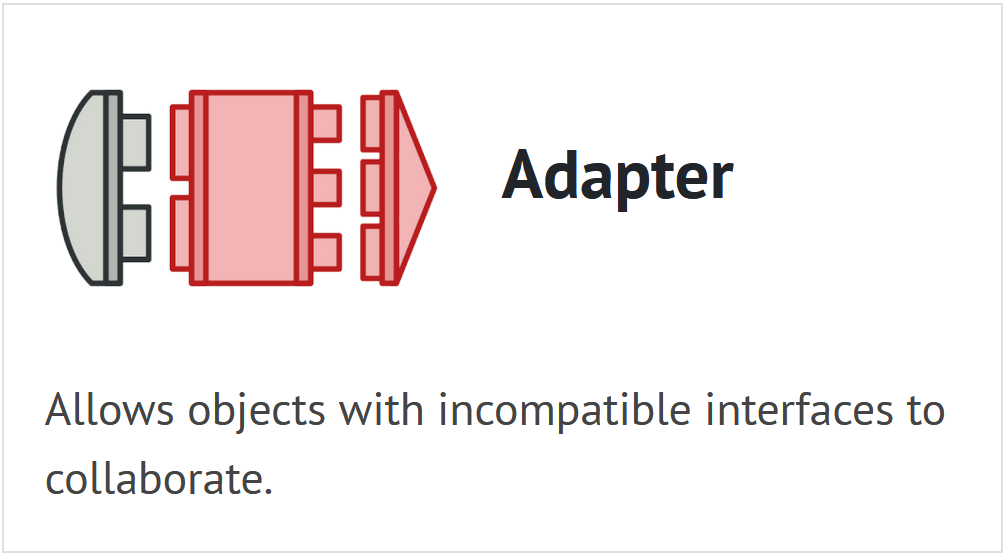 Adapter
Allows objects with incompatible interfaces to
collaborate.